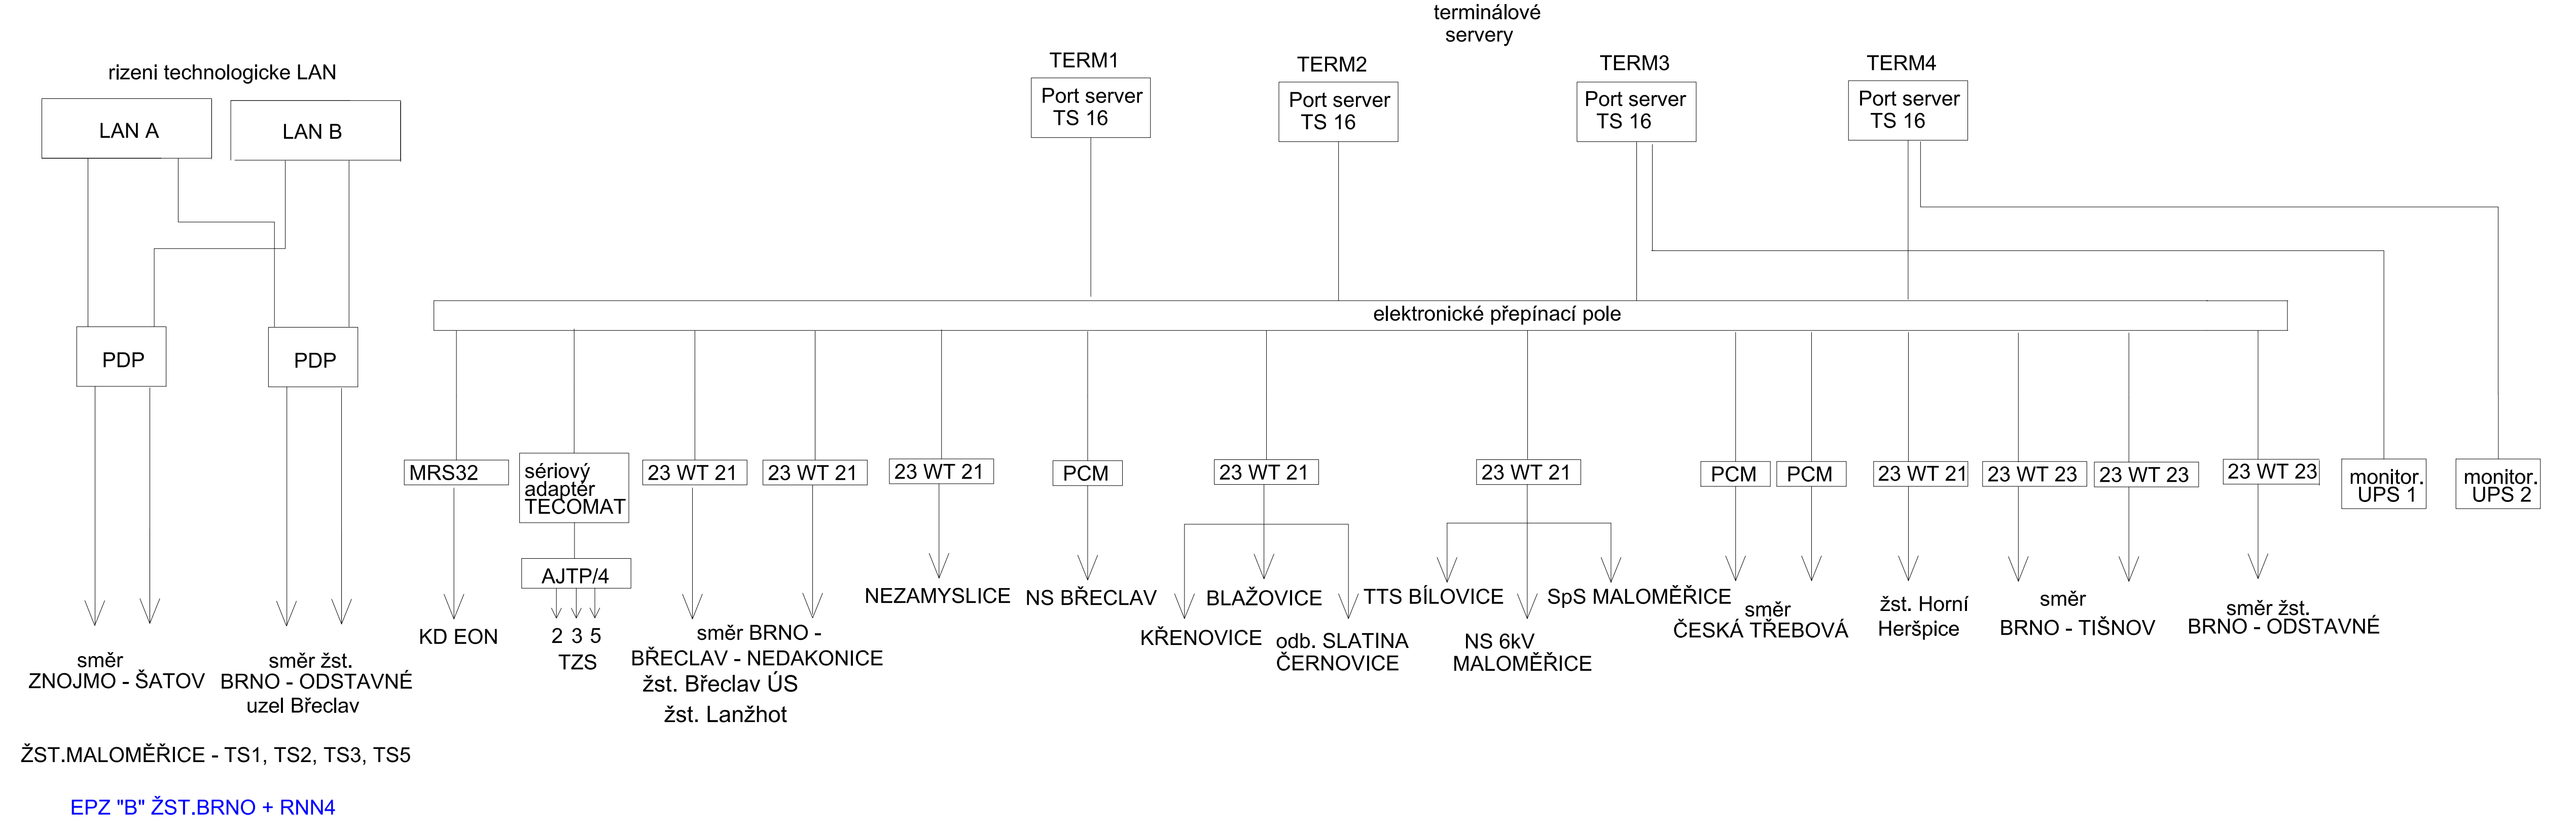 terminálové
servery
rizeni technologicke LAN
LAN A
LAN B
TERM1
Port server
TS 16
TERM2
Port server
TS 16
TERM3
Port server
TS 16
TERM4
Port server
TS 16
elektronické přepínací pole
PDP
PDP
MRS32
sériový
adaptér
TECOMAT
23 WT 21
23 WT 21
23 WT 21
PCM
23 WT 21
23 WT 21
PCM
PCM
23 WT 21
23 WT 23
23 WT 23
23 WT 23
monitor.
UPS 1
monitor.
UPS 2
AJTP/4
směr
ZNOJMO - ŠATOV
směr žst.
BRNO - ODSTAVNÉ
uzel Břeclav
KD EON
2 3 5
TZS
směr BRNO -
BŘECLAV - NEDAKONICE
žst. Břeclav ÚS
žst. Lanžhot
NEZAMYSLICE
NS BŘECLAV
KŘENOVICE
BLAŽOVICE
odb. SLATINA
ČERNOVICE
TTS BÍLOVICE
NS 6kV
MALOMĚŘICE
SpS MALOMĚŘICE
směr
ČESKÁ TŘEBOVÁ
žst. Horní
Heršpice
směr
BRNO - TIŠNOV
směr žst.
BRNO - ODSTAVNÉ
ŽST.MALOMĚŘICE - TS1, TS2, TS3, TS5
EPZ "B" ŽST.BRNO + RNN4